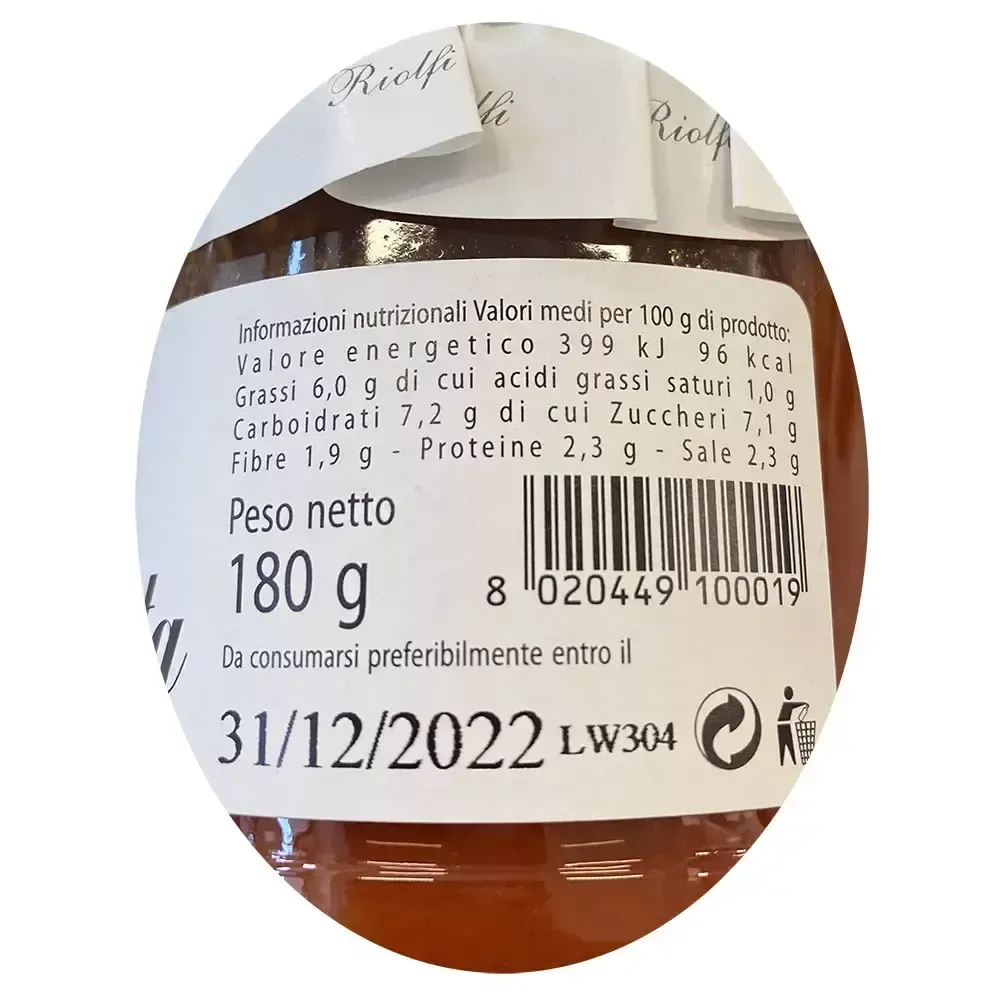 Riolfi
lfi
Riolfi
Informazioni nutrizionali Valori medi per 100 g di prodotto:
Valore energetico 399 kJ 96 kcal
Grassi 6,0 g di cui acidi grassi saturi 1,0 g
Carboidrati 7,2 g di cui Zuccheri 7,1 g
Fibre 1,9 g - Proteine 2,3 g - Sale 2,3 g
Peso netto
180 g
8 020449 100019
Da consumarsi preferibilmente entro il
31/12/2022 LW304